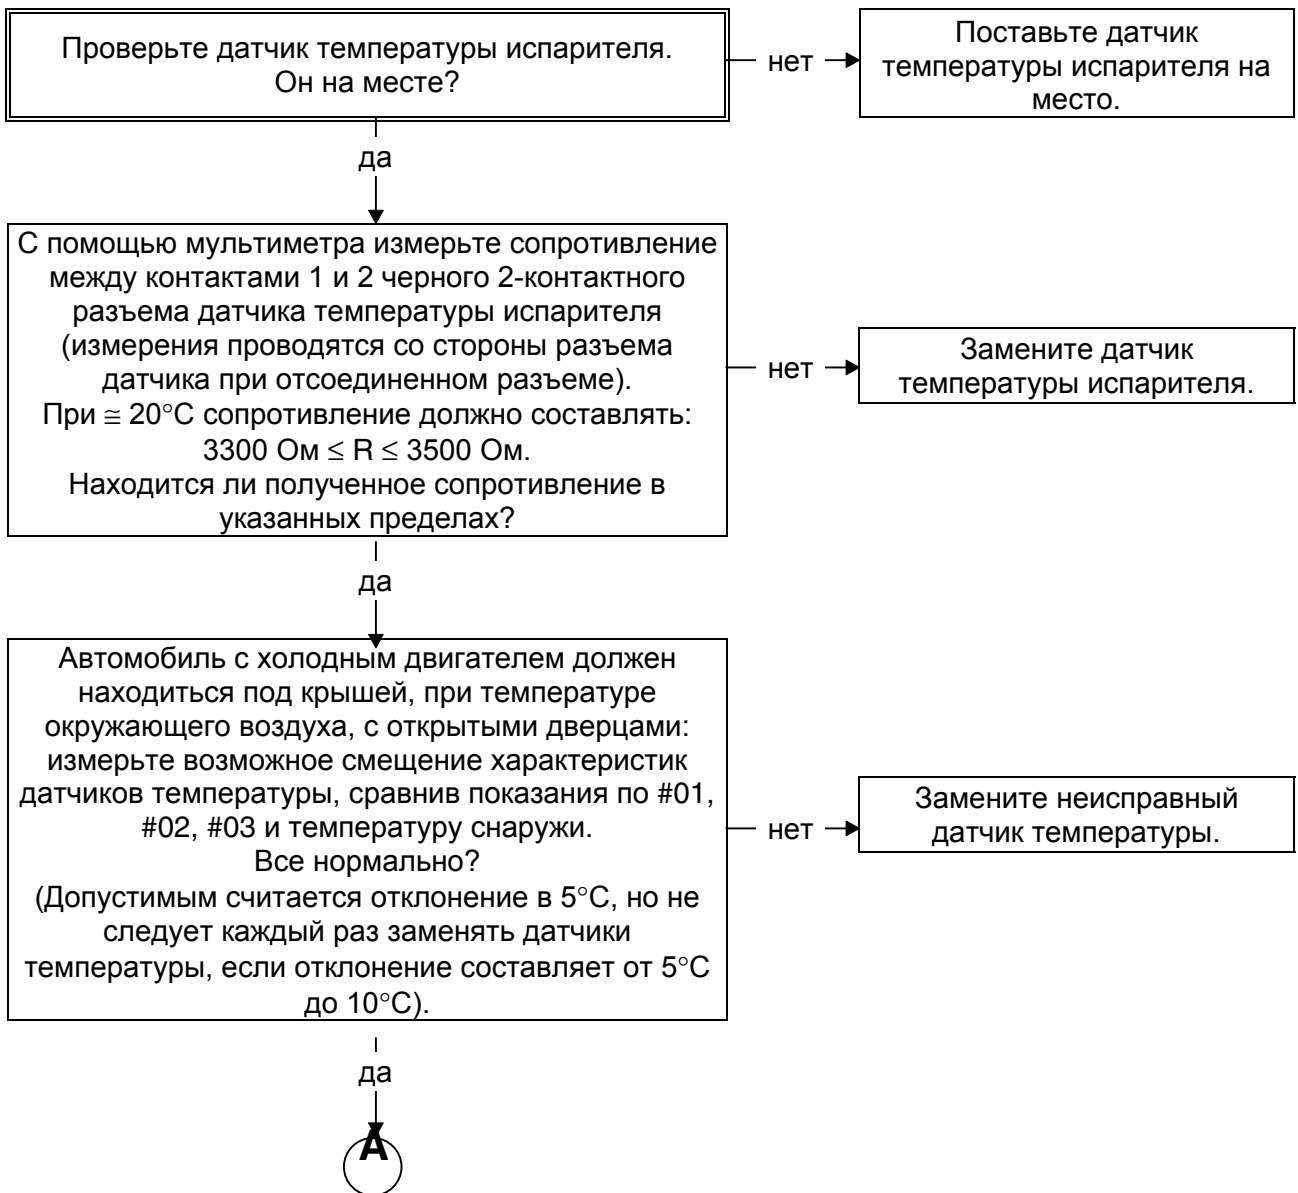 Проверьте датчик температуры испарителя.
Он на месте?
нет
Поставьте датчик
температуры испарителя на
место.
да
С помощью мультиметра измерьте сопротивление
между контактами 1 и 2 черного 2-контактного
разъема датчика температуры испарителя
(измерения проводятся со стороны разъема
датчика при отсоединенном разъеме).
При ≅ 20°C сопротивление должно составлять:
3300 Ом ≤ R ≤ 3500 Ом.
Находится ли полученное сопротивление в
указанных пределах?
нет
Замените датчик
температуры испарителя.
да
Автомобиль с холодным двигателем должен
находиться под крышей, при температуре
окружающего воздуха, с открытыми дверцами:
измерьте возможное смещение характеристик
датчиков температуры, сравнив показания по #01,
#02, #03 и температуру снаружи.
Все нормально?
(Допустимым считается отклонение в 5°C, но не
следует каждый раз заменять датчики
температуры, если отклонение составляет от 5°C
до 10°C).
нет
Замените неисправный
датчик температуры.
да
А